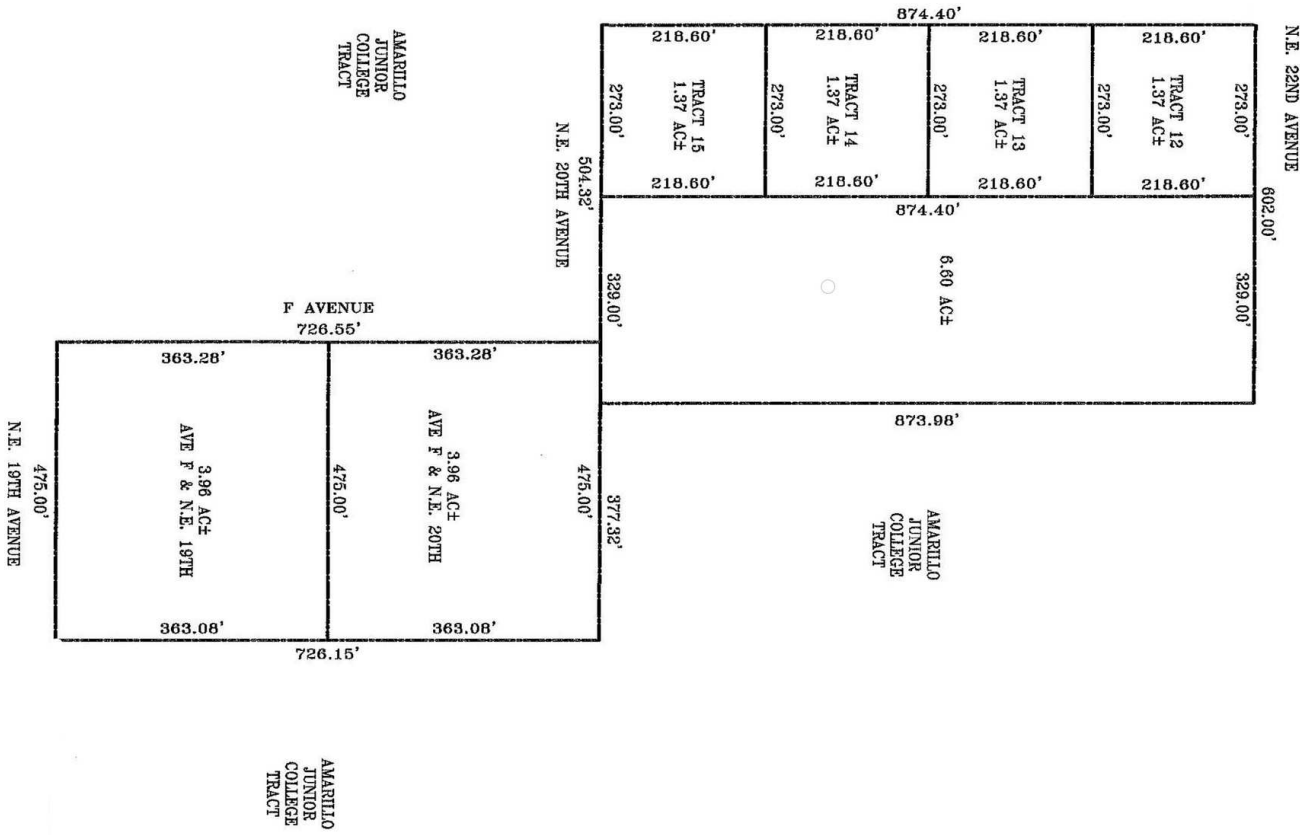 874.40'
N.E. 22ND AVENUE
218.60'
218.60'
218.60'
218.60'
AMARILLO
JUNIOR
COLLEGE
TRACT
273.00'
TRACT 15
1.37 AC±
273.00'
TRACT 14
1.37 AC±
273.00'
TRACT 13
1.37 AC±
273.00'
TRACT 12
1.37 AC±
273.00'
218.60'
218.60'
218.60'
218.60'
874.40'
602.00'
504.32'
N.E. 20TH AVENUE
329.00'
6.60 AC±
329.00'
F AVENUE
726.55'
363.28'
363.28'
873.98'
N.E. 19TH AVENUE
475.00'
3.96 AC±
AVE F & N.E. 19TH
475.00'
3.96 AC±
AVE F & N.E. 20TH
475.00'
377.32'
AMARILLO
JUNIOR
COLLEGE
TRACT
363.08'
363.08'
726.15'
AMARILLO
JUNIOR
COLLEGE
TRACT